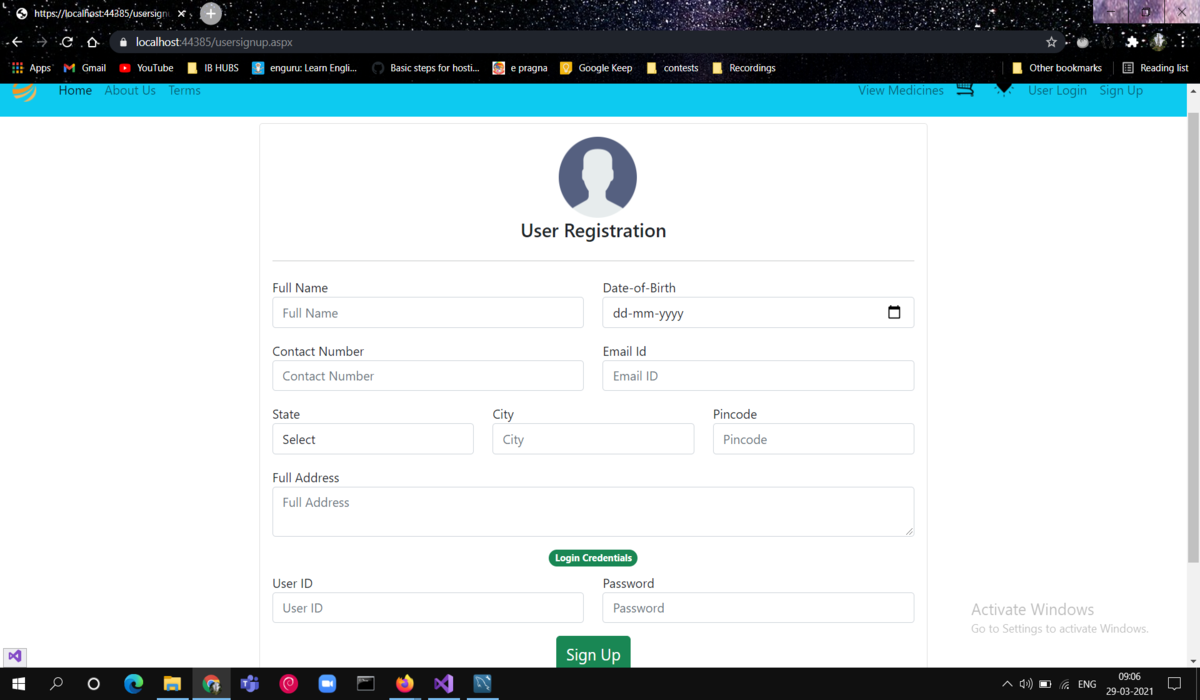 https://localhost:44385/usersign
localhost:44385/usersignup.aspx
Apps Gmail YouTube IB HUBS enguru: Learn Engli... Basic steps for hosti... e pragna Google Keep contests Recordings Other bookmarks Reading list
Home About Us Terms View Medicines User Login Sign Up
User Registration
Full Name Date-of-Birth
Full Name dd-mm-yyyy
Contact Number Email Id
Contact Number Email ID
State City Pincode
Select City Pincode
Full Address
Full Address
Login Credentials
User ID Password
User ID Password
Sign Up
Activate Windows
Go to Settings to activate Windows.
ENG 09:06
29-03-2021